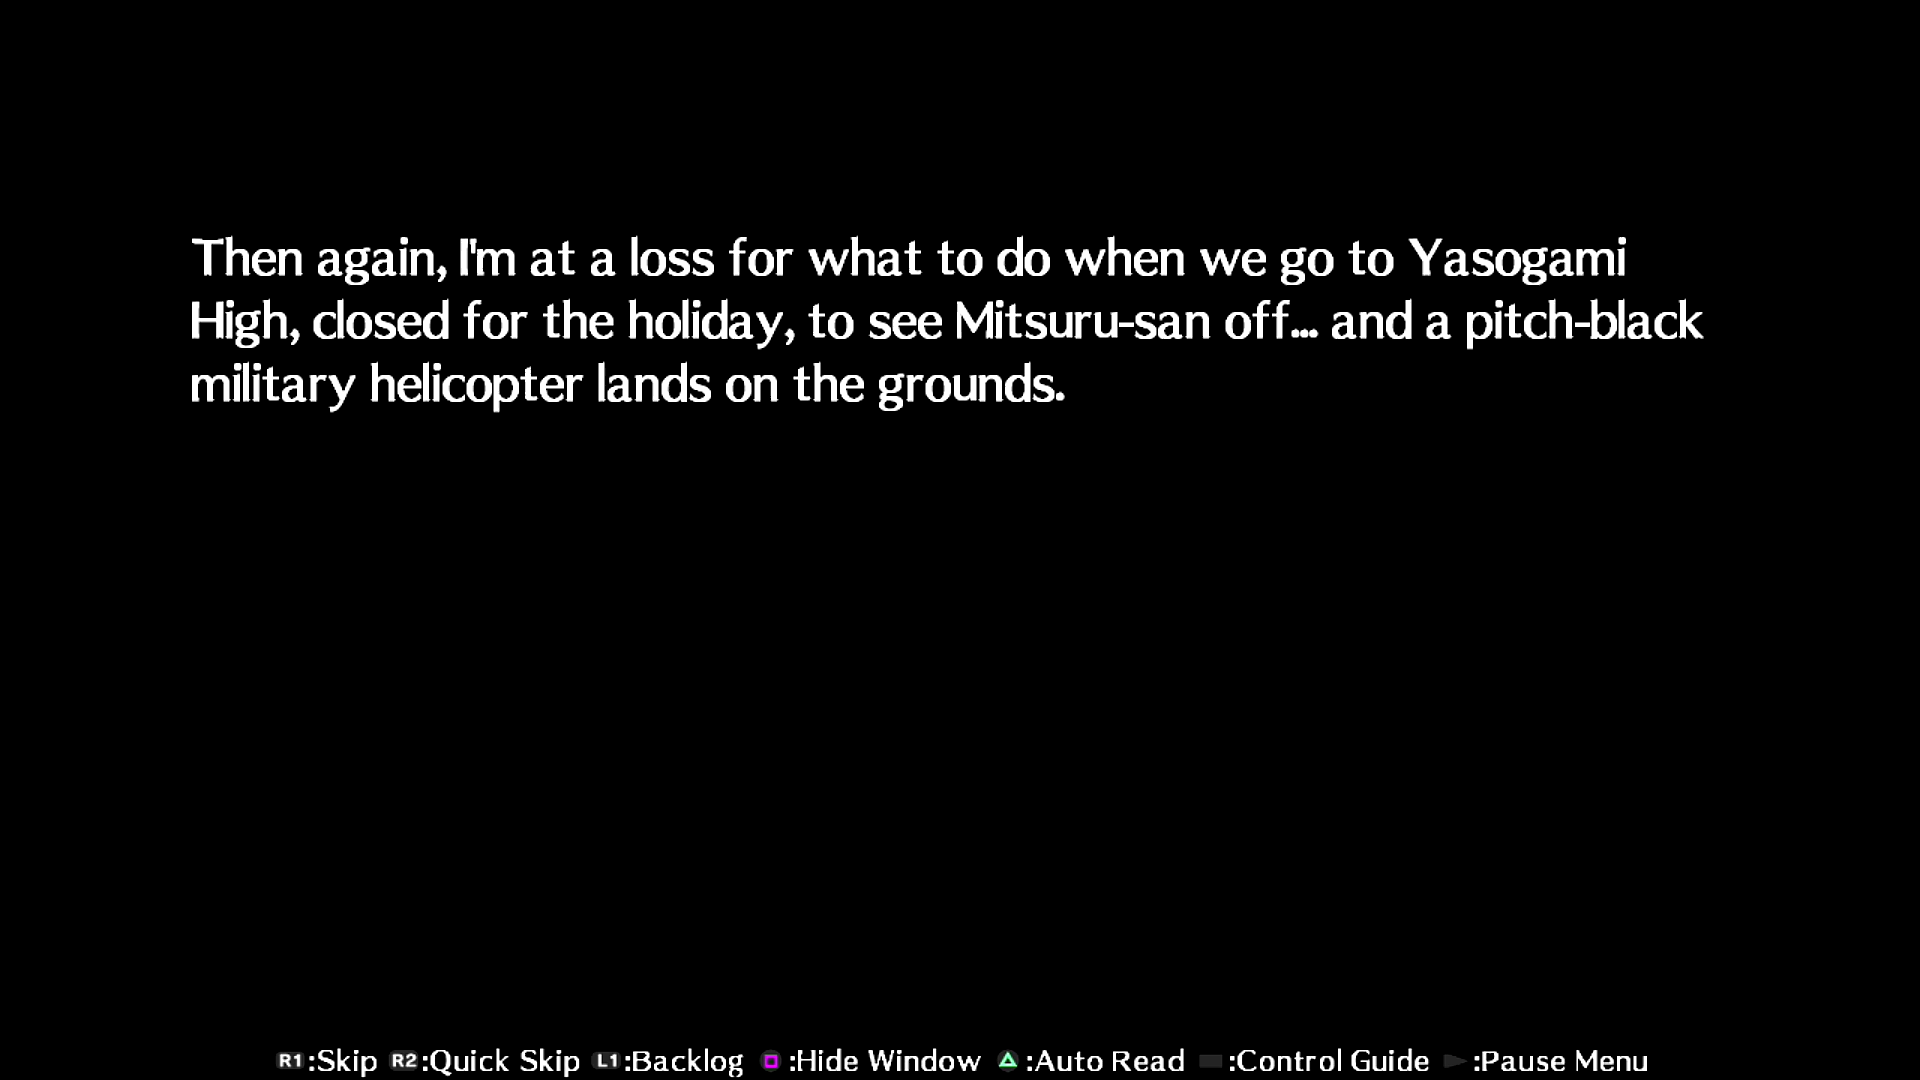 Then again, I'm at a loss for what to do when we go to Yasogami
High, closed for the holiday, to see Mitsuru-san off... and a pitch-black
military helicopter lands on the grounds.
R1:Skip R2:Quick Skip L1:Backlog :Hide Window :Auto Read :Control Guide :Pause Menu